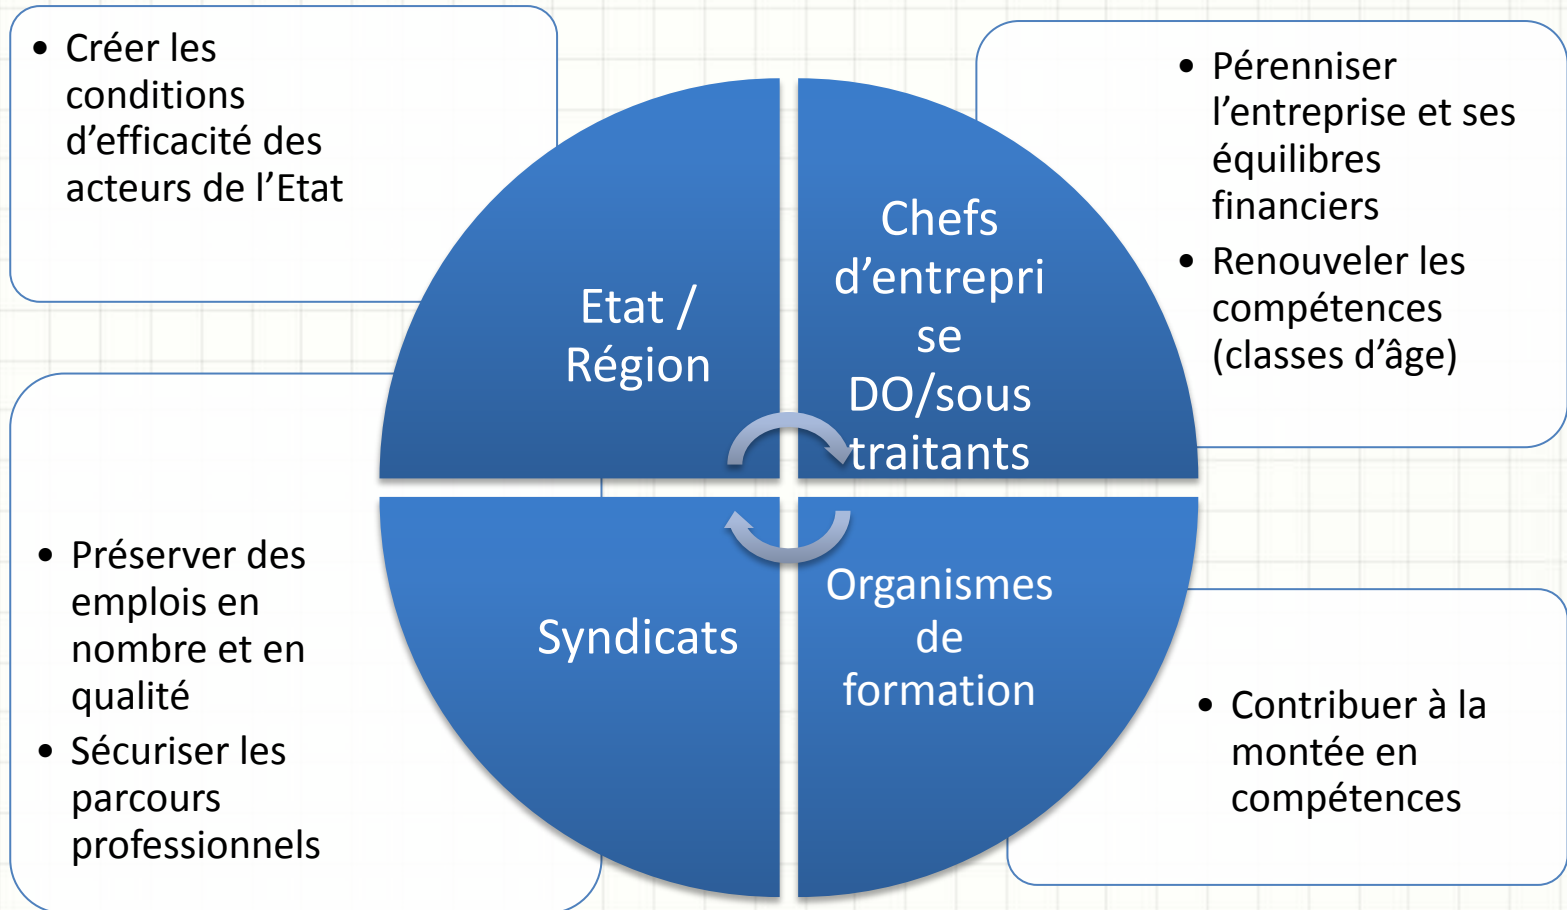 • Créer les
conditions
d’efficacité des
acteurs de l’Etat
• Pérenniser
l’entreprise et ses
équilibres
financiers
• Renouveler les
compétences
(classes d’âge)
Etat /
Région
Chefs
d’entrepri
se
DO/sous
traitants
• Préserver des
emplois en
nombre et en
qualité
• Sécuriser les
parcours
professionnels
Syndicats
Organismes
de
formation
• Contribuer à la
montée en
compétences